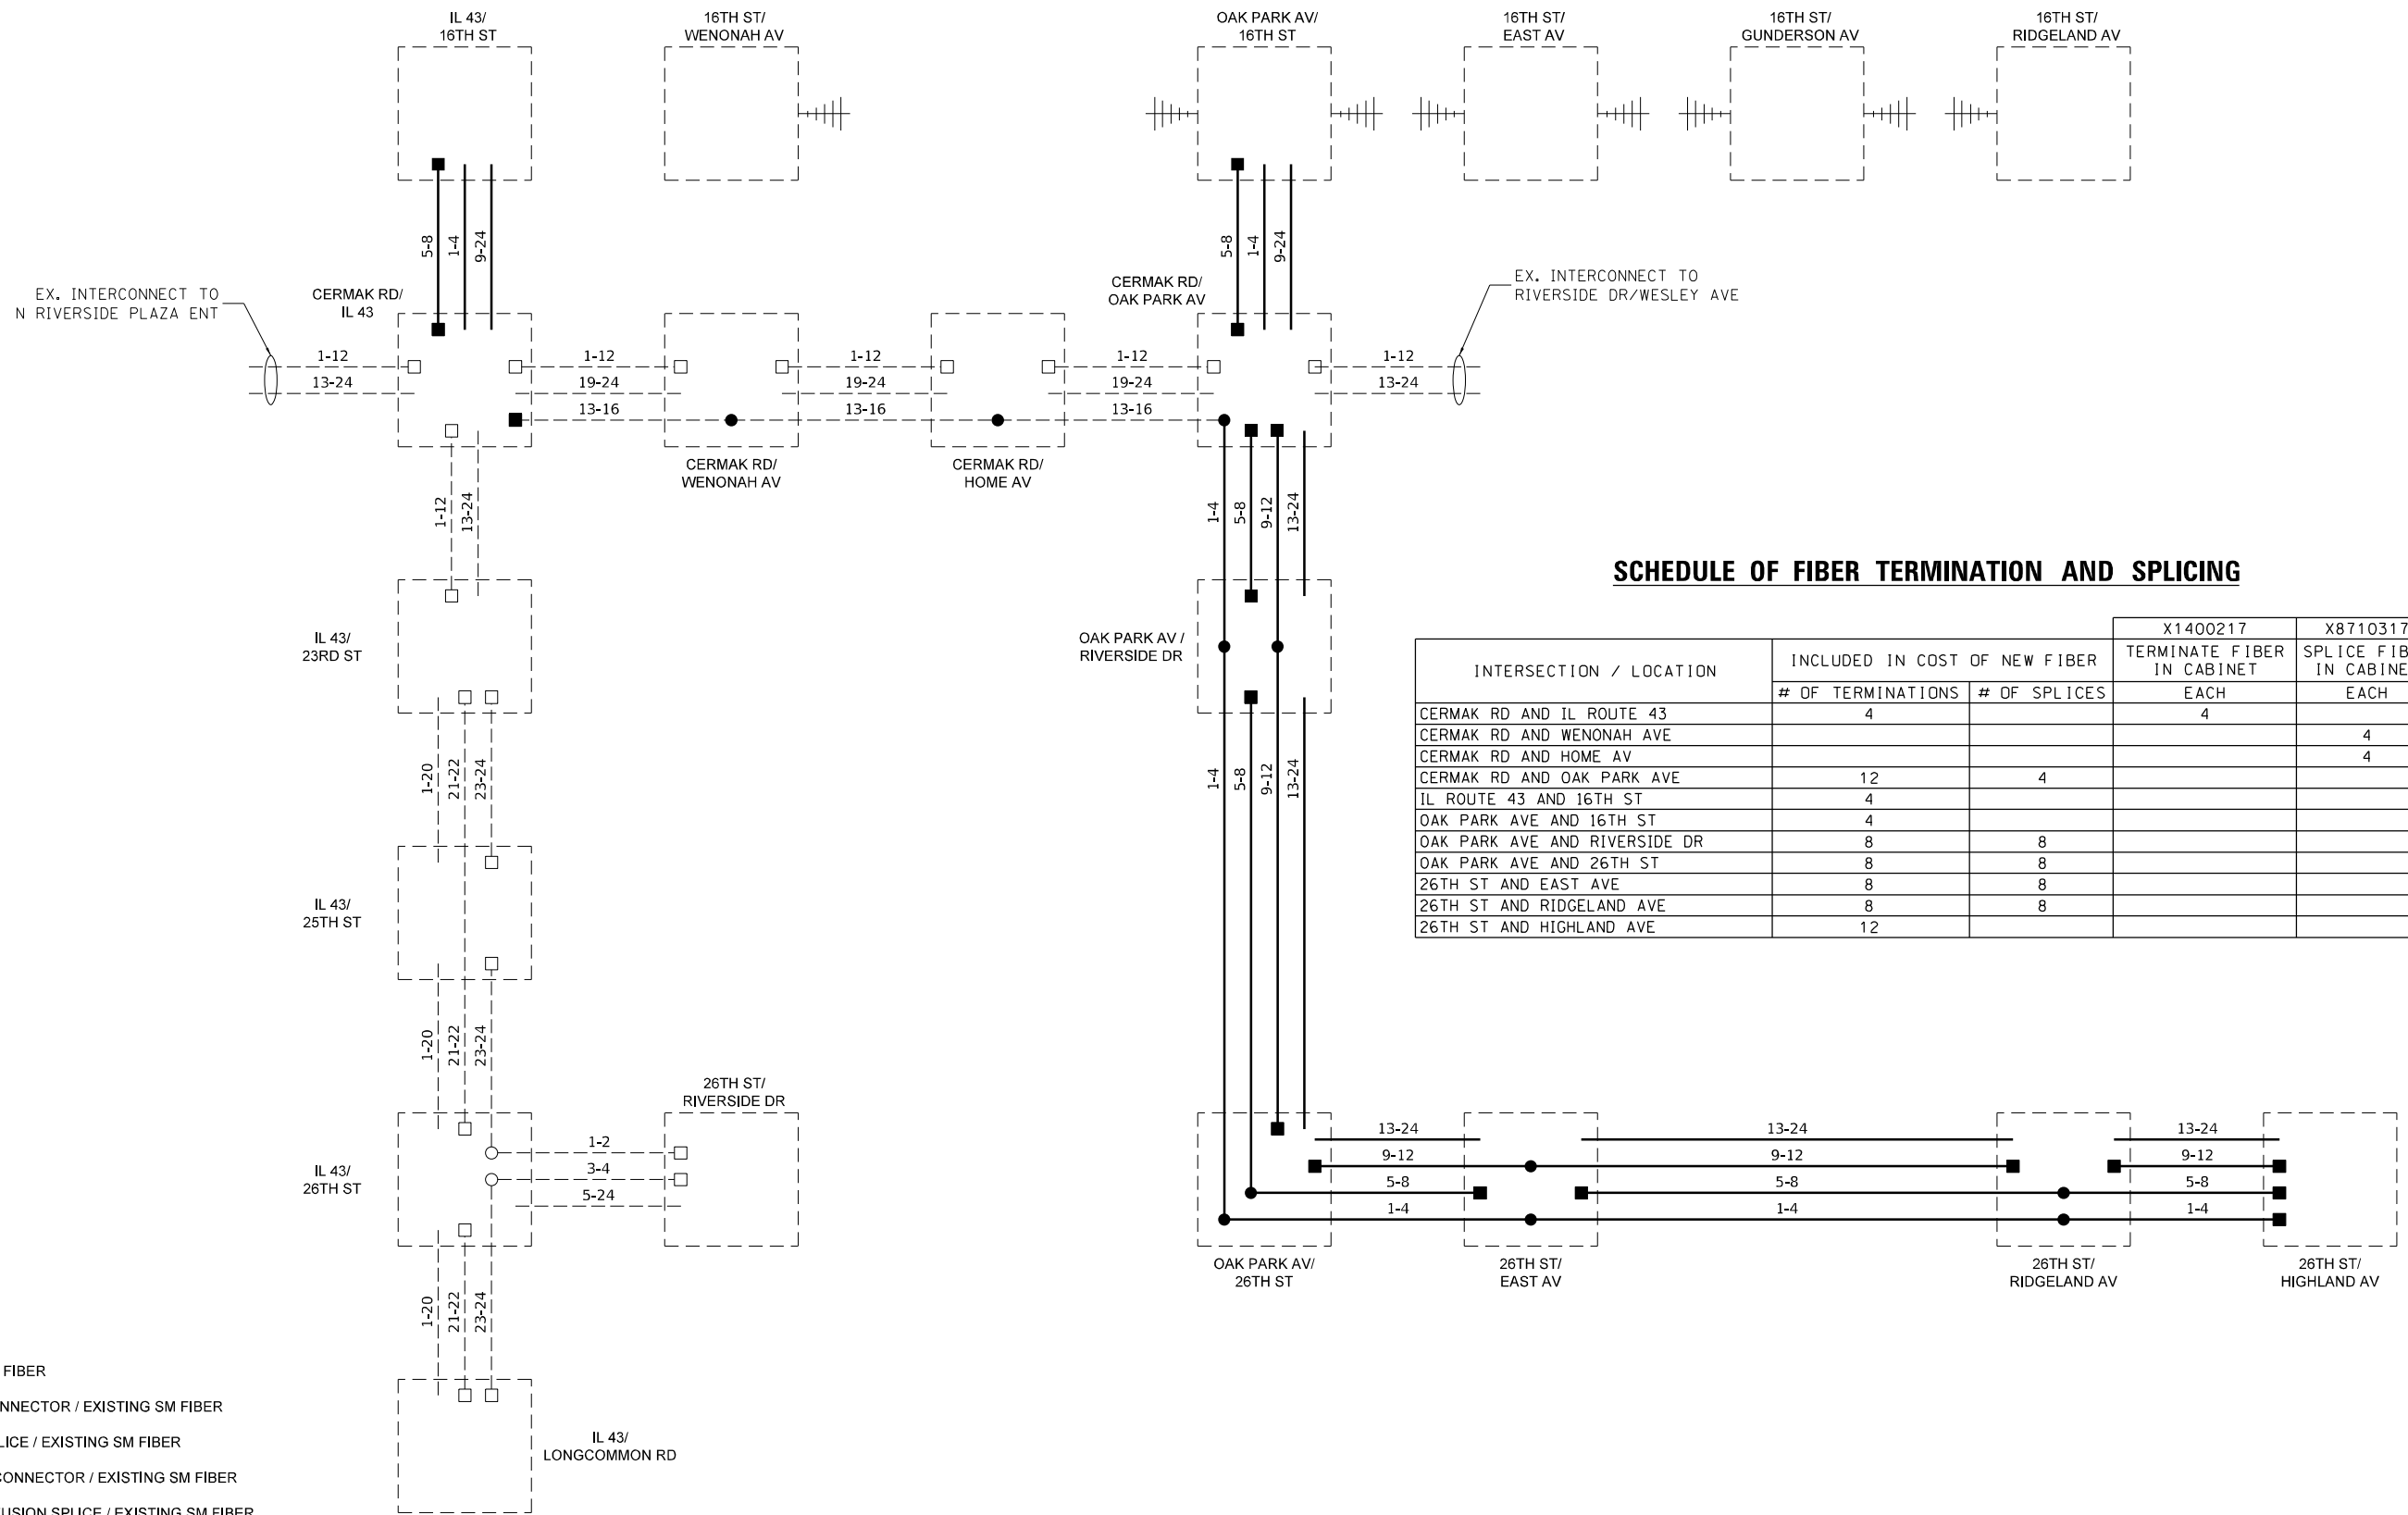 IL 43/
16TH ST
16TH ST/
WENONAH AV
OAK PARK AV/
16TH ST
16TH ST/
EAST AV
16TH ST/
GUNDERSON AV
16TH ST/
RIDGELAND AV
5-8
1-4
9-24
5-8
1-4
9-24
EX. INTERCONNECT TO
N RIVERSIDE PLAZA ENT
CERMAK RD/
IL 43
CERMAK RD/
OAK PARK AV
EX. INTERCONNECT TO
RIVERSIDE DR/WESLEY AVE
1-12
13-24
1-12
19-24
13-16
1-12
19-24
13-16
1-12
19-24
13-16
1-12
13-24
CERMAK RD/
WENONAH AV
CERMAK RD/
HOME AV
1-12
13-24
1-4
5-8
9-12
13-24
IL 43/
23RD ST
OAK PARK AV /
RIVERSIDE DR
SCHEDULE OF FIBER TERMINATION AND SPLICING
X1400217 X8710317
INTERSECTION / LOCATION INCLUDED IN COST OF NEW FIBER TERMINATE FIBER IN CABINET SPLICE FIB IN CABINE
# OF TERMINATIONS # OF SPLICES EACH EACH
CERMAK RD AND IL ROUTE 43 4 4
CERMAK RD AND WENONAH AVE 4
CERMAK RD AND HOME AV 4
CERMAK RD AND OAK PARK AVE 12 4
IL ROUTE 43 AND 16TH ST 4
OAK PARK AVE AND 16TH ST 4
OAK PARK AVE AND RIVERSIDE DR 8 8
OAK PARK AVE AND 26TH ST 8 8
26TH ST AND EAST AVE 8 8
26TH ST AND RIDGELAND AVE 8 8
26TH ST AND HIGHLAND AVE 12
1-20
21-22
23-24
1-4
5-8
9-12
13-24
IL 43/
25TH ST
1-20
21-22
23-24
26TH ST/
RIVERSIDE DR
IL 43/
26TH ST
1-2
3-4
5-24
13-24
9-12
5-8
1-4
13-24
9-12
5-8
1-4
13-24
9-12
5-8
1-4
OAK PARK AV/
26TH ST
26TH ST/
EAST AV
26TH ST/
RIDGELAND AV
26TH ST/
HIGHLAND AV
1-20
21-22
23-24
IL 43/
LONGCOMMON RD
FIBER
NNECTOR / EXISTING SM FIBER
LICE / EXISTING SM FIBER
CONNECTOR / EXISTING SM FIBER
USION SPLICE / EXISTING SM FIBER